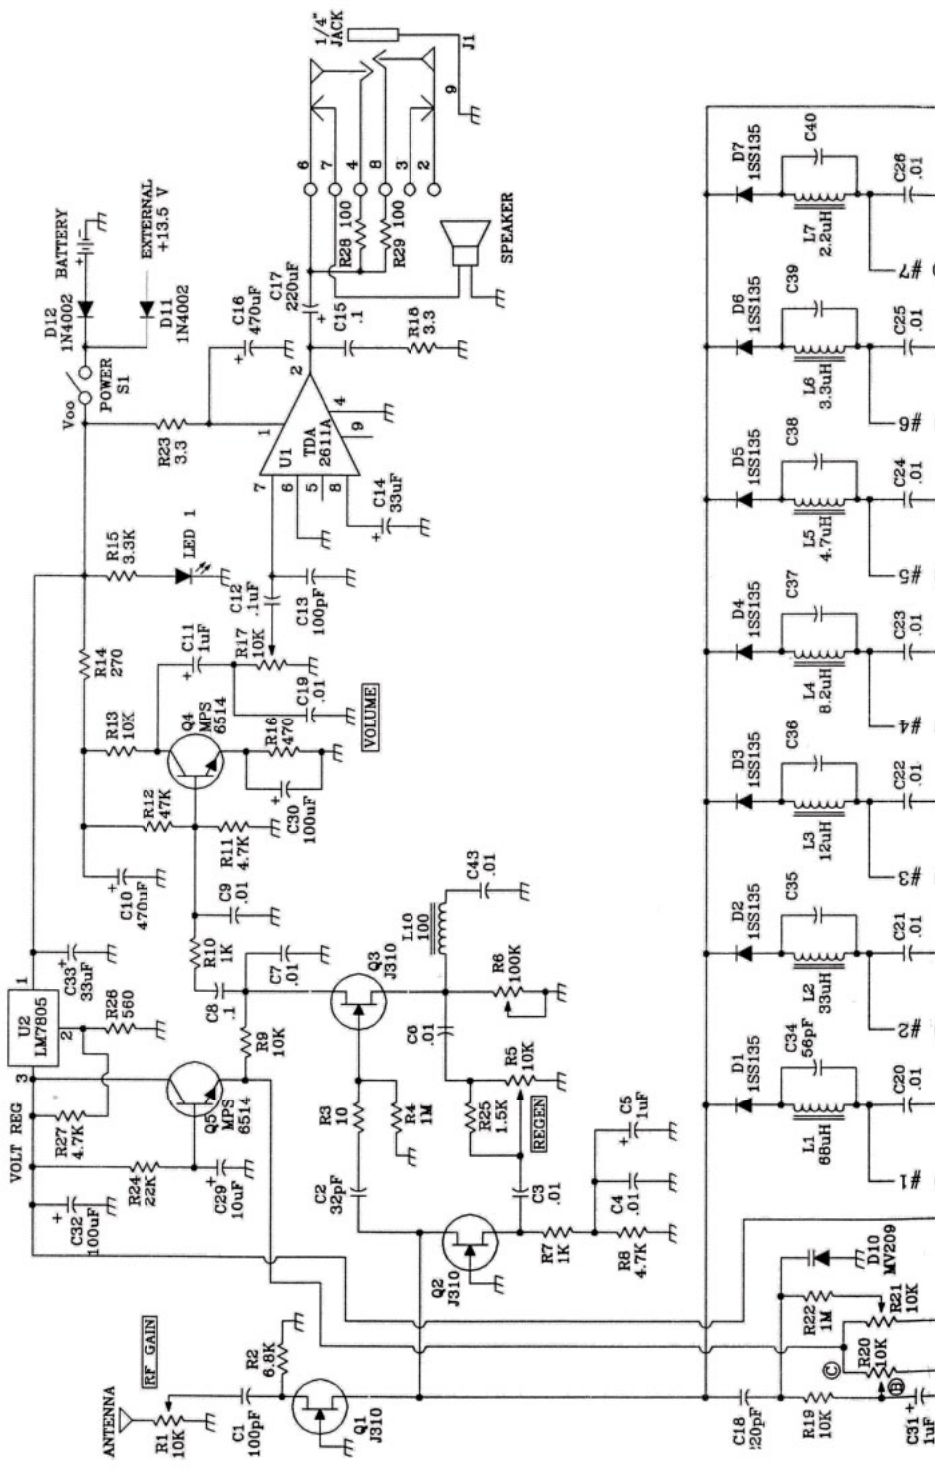 ANTENNA
RF GAIN
R1
10K
C1
100pF
R2
6.8K
Q1
J310
VOLT REG
C32
100uF
+
R27
4.7K
R24
22K
C29
10uF
+
Q5
MPS
6514
3
U2
LM7805
1
2
R26
560
C33
33uF
+
R9
10K
C8
.1
R10
1K
C7
.01
C9
.01
C10
470uF
+
R12
47K
R11
4.7K
R13
10K
R14
270
Q4
MPS
6514
C30
100uF
+
R16
470
C11
1uF
+
C19
.01
R17
10K
VOLUME
R15
3.3K
LED 1
C12
.1uF
C13
100pF
Voo
POWER
S1
D12
1N4002
BATTERY
+
-
D11
1N4002
EXTERNAL
+13.5 V
R23
3.3
C16
470uF
+
7
6
5
8
1
2
4
9
U1
TDA
2611A
C14
33uF
+
C17
220uF
+
C15
.1
R18
3.3
R28
100
R29
100
6
7
4
8
3
2
9
1/4"
JACK
J1
SPEAKER
C2
32pF
R3
10
R4
1M
Q3
J310
C6
.01
L10
100
C43
.01
R6
100K
R5
10K
R25
1.5K
REGEN
Q2
J310
C3
.01
R7
1K
R8
4.7K
C4
.01
C5
1uF
+
C18
R19
10K
R22
1M
D10
MV209
R20
10K
R21
10K
C
B
C31
1uF
+
D1
1SS135
L1
68uH
C34
56pF
C20
.01
#1
D2
1SS135
L2
33uH
C35
C21
.01
#2
D3
1SS135
L3
12uH
C36
C22
.01
#3
D4
1SS135
L4
8.2uH
C37
C23
.01
#4
D5
1SS135
L5
4.7uH
C38
C24
.01
#5
D6
1SS135
L6
3.3uH
C39
C25
.01
#6
D7
1SS135
L7
2.2uH
C40
C26
.01
#7